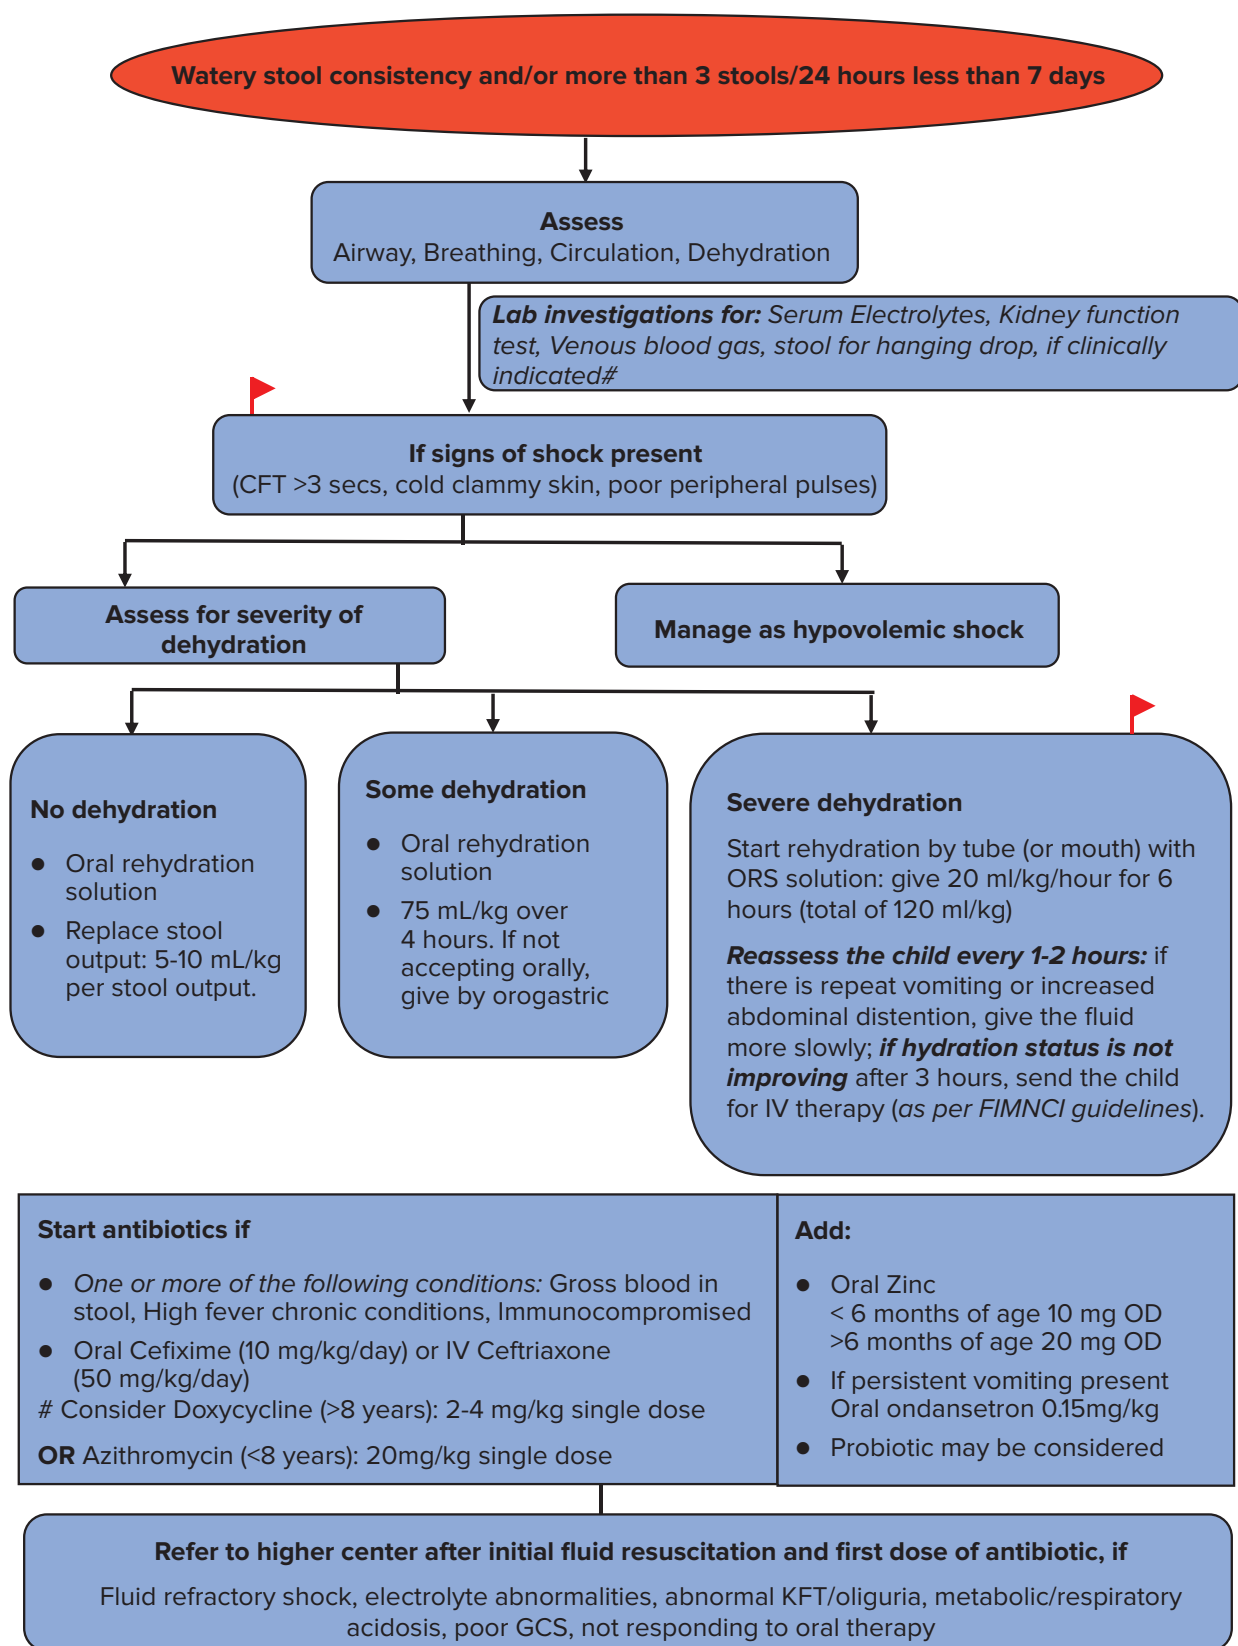 Watery stool consistency and/or more than 3 stools/24 hours less than 7 days
Assess
Airway, Breathing, Circulation, Dehydration
Lab investigations for: Serum Electrolytes, Kidney function
test, Venous blood gas, stool for hanging drop, if clinically
indicated#
If signs of shock present
(CFT >3 secs, cold clammy skin, poor peripheral pulses)
Assess for severity of
dehydration
Manage as hypovolemic shock
No dehydration
● Oral rehydration
solution
● Replace stool
output: 5-10 mL/kg
per stool output.
Some dehydration
● Oral rehydration
solution
● 75 mL/kg over
4 hours. If not
accepting orally,
give by orogastric
Severe dehydration
Start rehydration by tube (or mouth) with
ORS solution: give 20 ml/kg/hour for 6
hours (total of 120 ml/kg)
Reassess the child every 1-2 hours: if
there is repeat vomiting or increased
abdominal distention, give the fluid
more slowly; if hydration status is not
improving after 3 hours, send the child
for IV therapy (as per FIMNCI guidelines).
Start antibiotics if
● One or more of the following conditions: Gross blood in
stool, High fever chronic conditions, Immunocompromised
● Oral Cefixime (10 mg/kg/day) or IV Ceftriaxone
(50 mg/kg/day)
# Consider Doxycycline (>8 years): 2-4 mg/kg single dose
OR Azithromycin (<8 years): 20mg/kg single dose
Add:
● Oral Zinc
< 6 months of age 10 mg OD
>6 months of age 20 mg OD
● If persistent vomiting present
Oral ondansetron 0.15mg/kg
● Probiotic may be considered
Refer to higher center after initial fluid resuscitation and first dose of antibiotic, if
Fluid refractory shock, electrolyte abnormalities, abnormal KFT/oliguria, metabolic/respiratory
acidosis, poor GCS, not responding to oral therapy